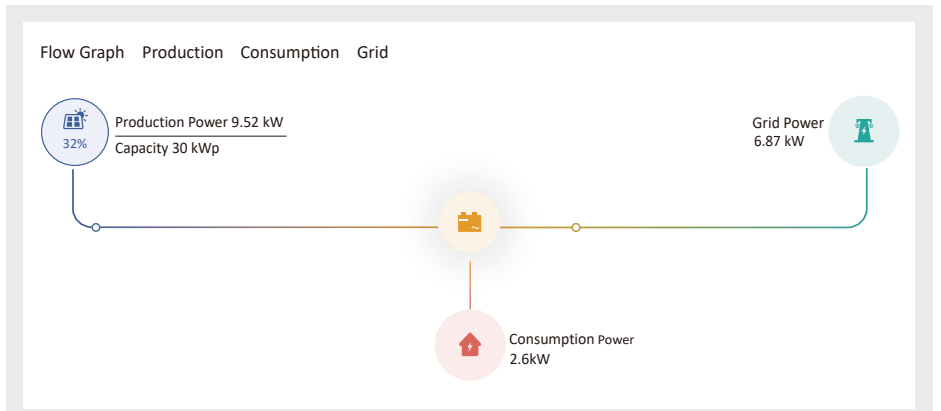 Flow Graph Production Consumption Grid
32%
Production Power 9.52 kW
Capacity 30 kWp
Grid Power
6.87 kW
Consumption Power
2.6kW